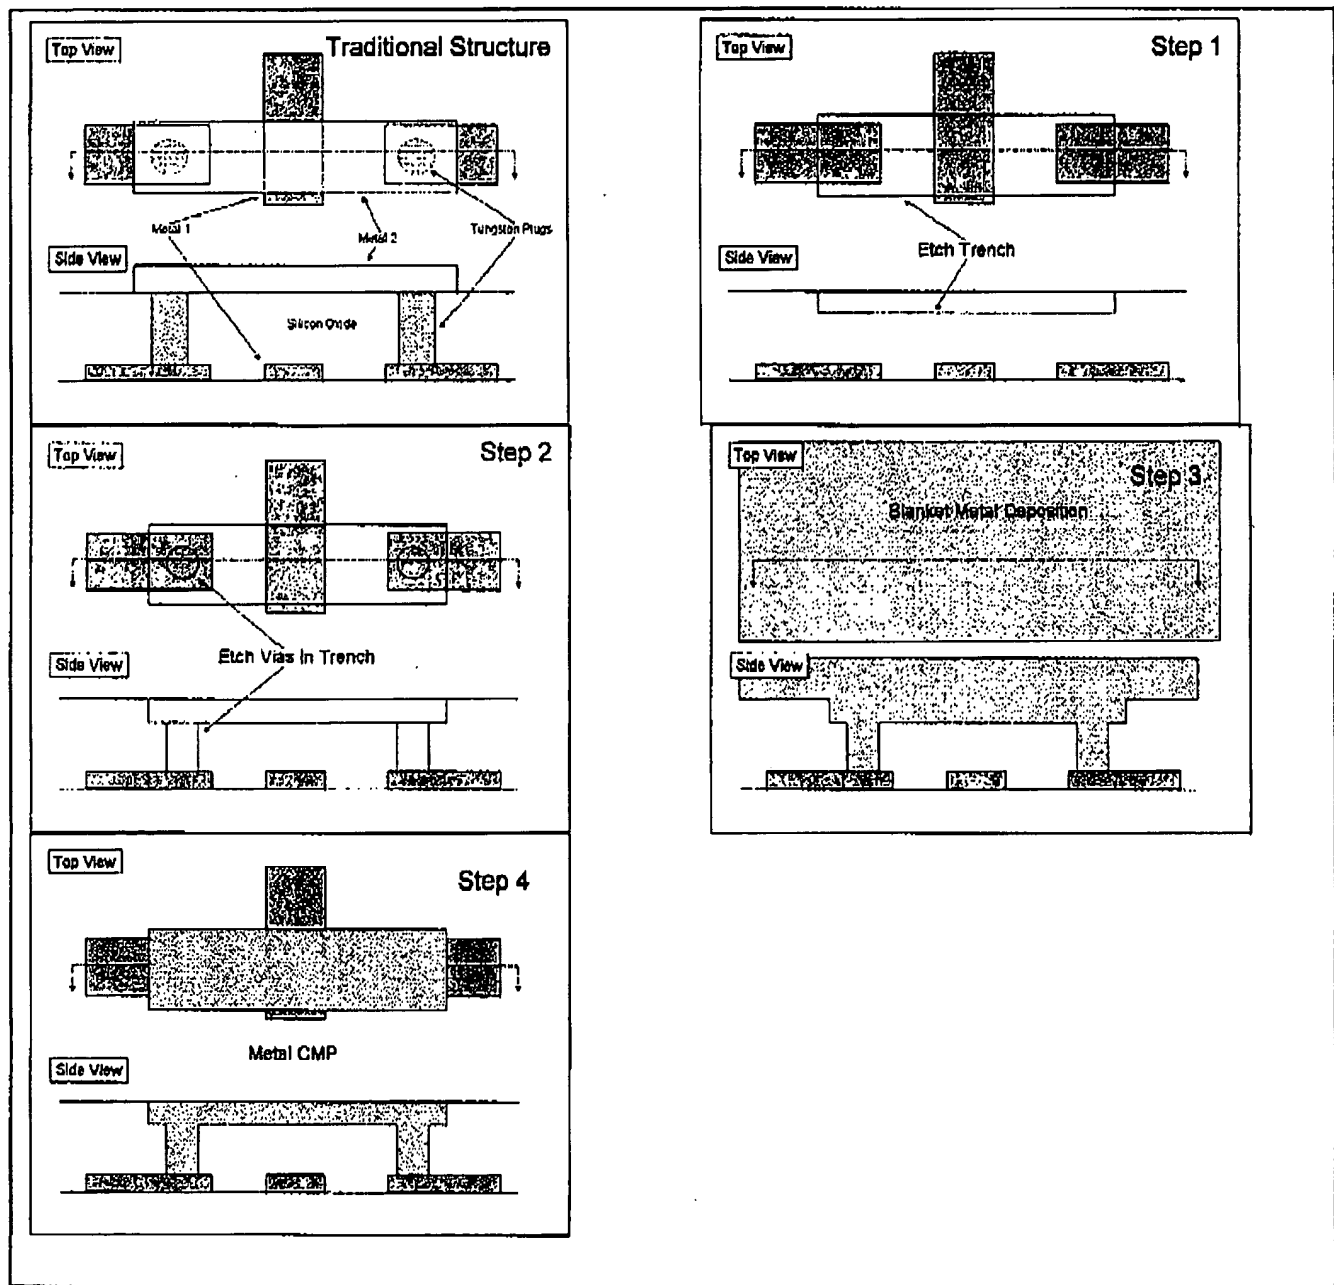 Top View
Traditional Structure
Metal 1
Metal 2
Tungsten Plugs
Side View
Silicon Oxide
Top View
Step 1
Etch Trench
Side View
Top View
Step 2
Etch Vias In Trench
Side View
Top View
Step 3
Blanket Metal Deposition
Side View
Top View
Step 4
Metal CMP
Side View